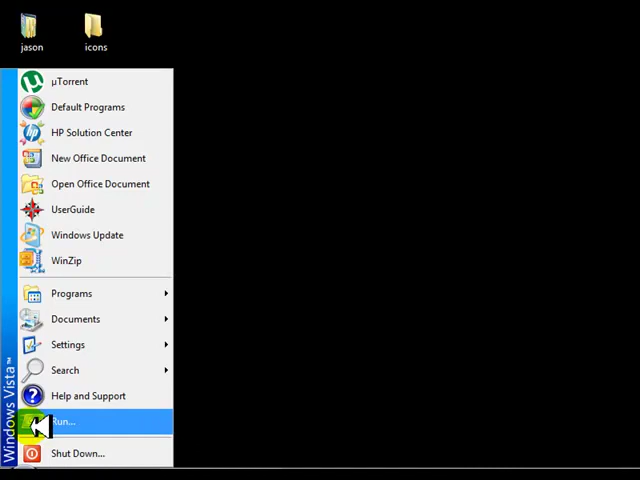 jason
icons
µTorrent
Default Programs
HP Solution Center
New Office Document
Open Office Document
UserGuide
Windows Update
WinZip
Programs
Documents
Settings
Search
Help and Support
Run...
Shut Down...
Windows Vista™